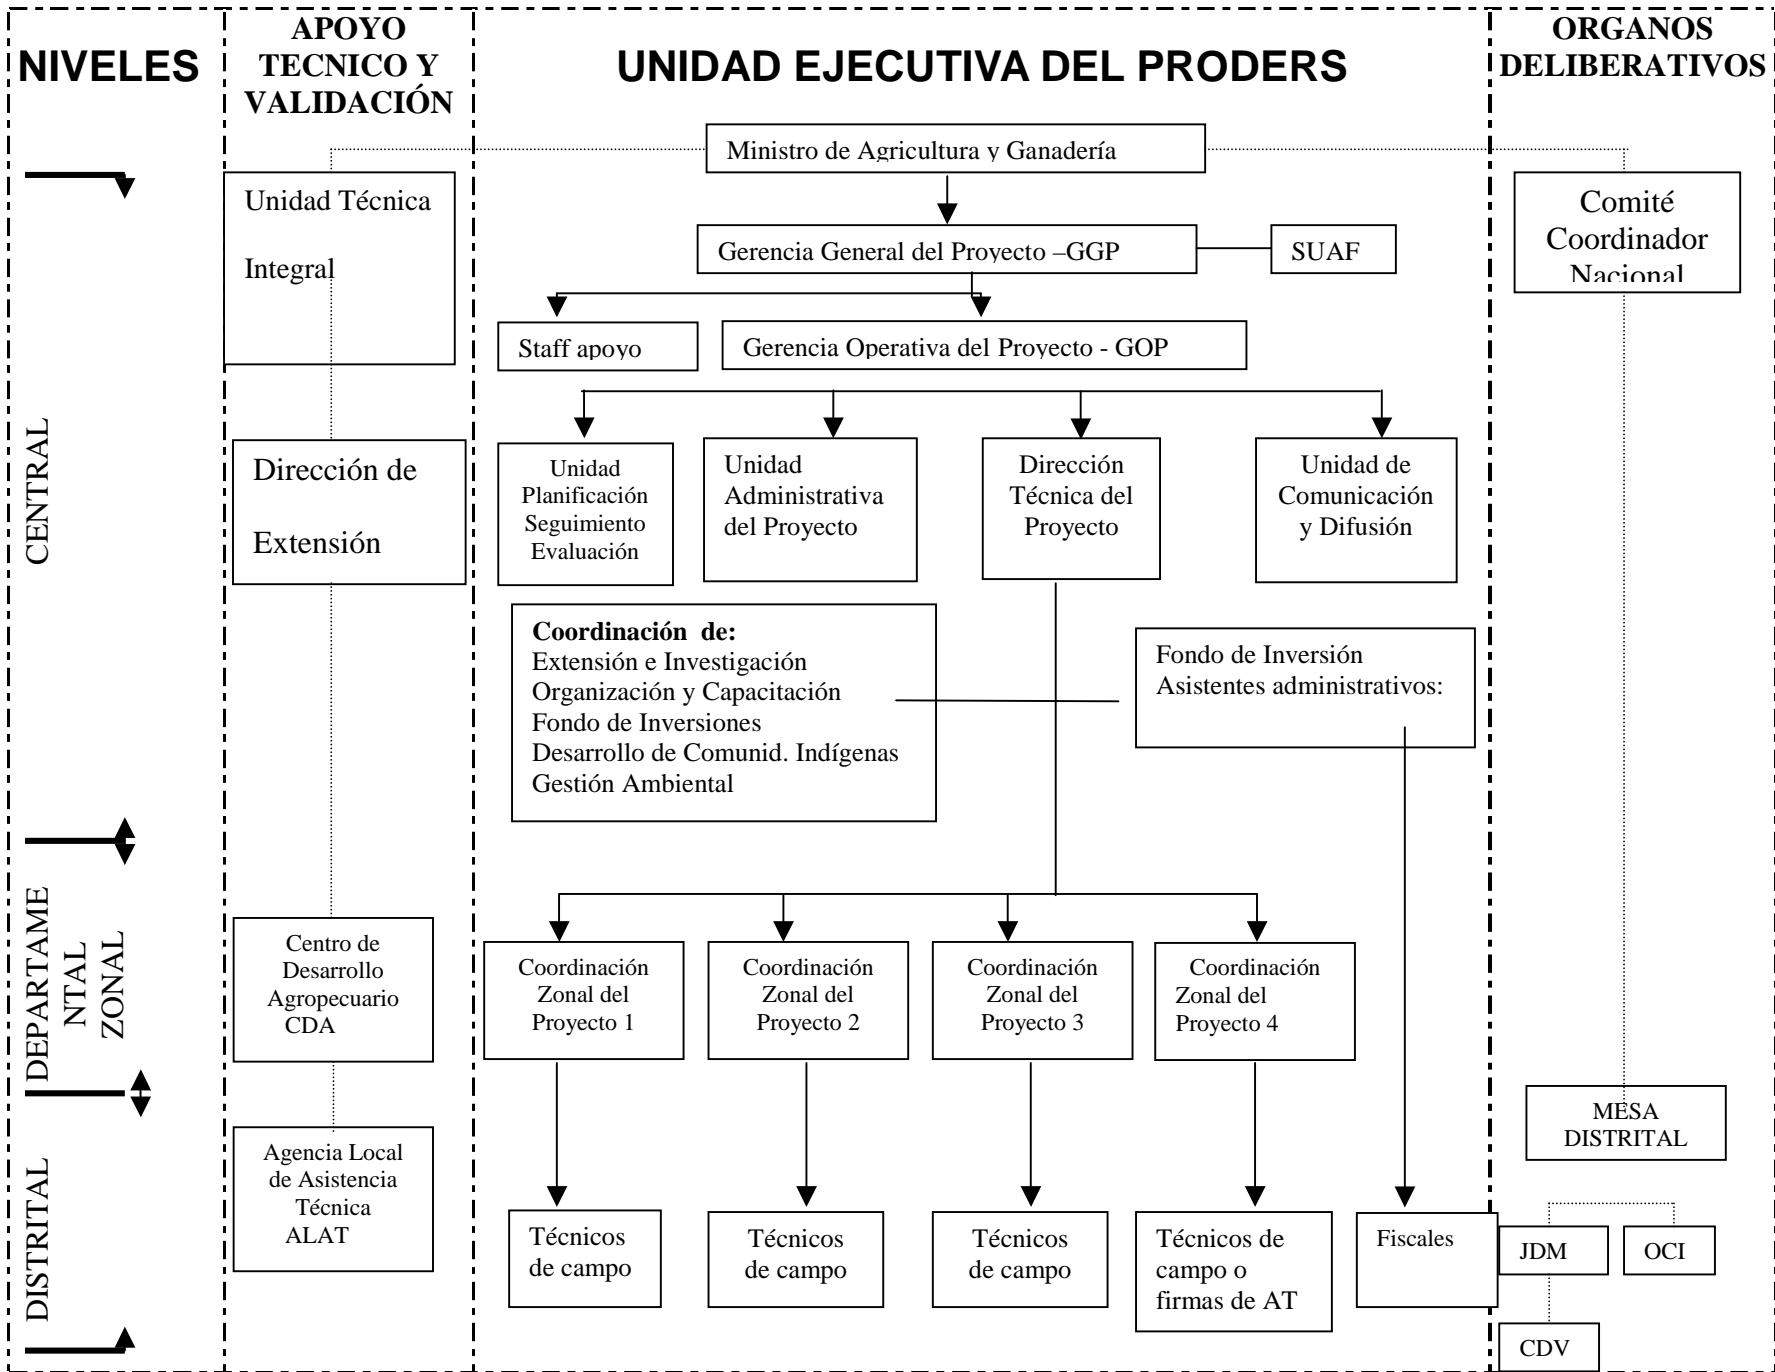 NIVELES
APOYO
TECNICO Y
VALIDACIÓN
UNIDAD EJECUTIVA DEL PRODERS
ORGANOS
DELIBERATIVOS
Ministro de Agricultura y Ganadería
Unidad Técnica
Integral
Comité
Coordinador
Nacional
Gerencia General del Proyecto –GGP
SUAF
Staff apoyo
Gerencia Operativa del Proyecto - GOP
CENTRAL
Dirección de
Extensión
Unidad
Planificación
Seguimiento
Evaluación
Unidad
Administrativa
del Proyecto
Dirección
Técnica del
Proyecto
Unidad de
Comunicación
y Difusión
Coordinación de:
Extensión e Investigación
Organización y Capacitación
Fondo de Inversiones
Desarrollo de Comunid. Indígenas
Gestión Ambiental
Fondo de Inversión
Asistentes administrativos:
DEPARTAME
NTAL
ZONAL
Centro de
Desarrollo
Agropecuario
CDA
Coordinación
Zonal del
Proyecto 1
Coordinación
Zonal del
Proyecto 2
Coordinación
Zonal del
Proyecto 3
Coordinación
Zonal del
Proyecto 4
MESA
DISTRITAL
DISTRITAL
Agencia Local
de Asistencia
Técnica
ALAT
Técnicos
de campo
Técnicos
de campo
Técnicos
de campo
Técnicos de
campo o
firmas de AT
Fiscales
JDM
OCI
CDV